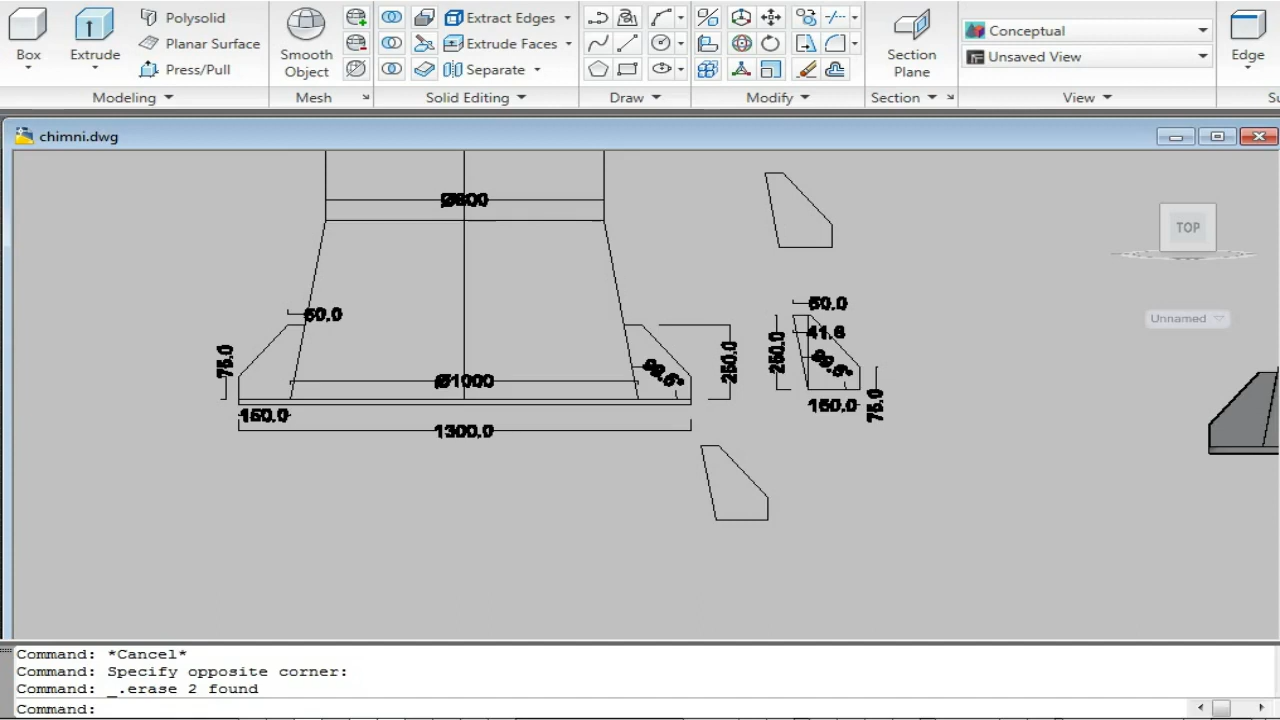 Box
Extrude
Polysolid
Planar Surface
Press/Pull
Smooth
Object
Extract Edges
Extrude Faces
Separate
Section
Plane
Conceptual
Unsaved View
Edge
Modeling
Mesh
Solid Editing
Draw
Modify
Section
View
chimni.dwg
TOP
Unnamed
50.0
75.0
Ø1000
150.0
1300.0
250.0
50.0
41.6
250.0
150.0
75.0
Command: *Cancel*
Command: Specify opposite corner:
Command: _.erase 2 found
Command: